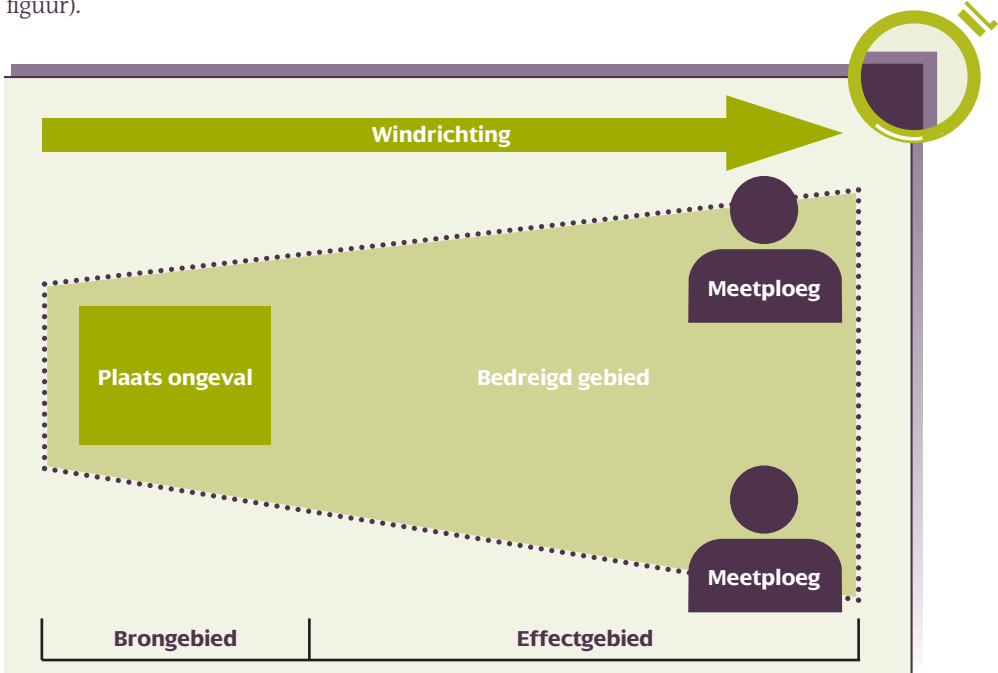 figuur).
Windrichting
Meetploeg
Plaats ongeval
Bedreigd gebied
Meetploeg
Brongebied
Effectgebied